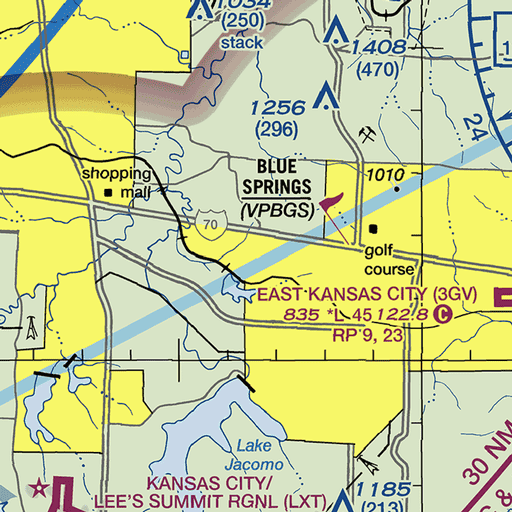 1034
(250)
stack
1408
(470)
1256
(296)
24
shopping
mall
BLUE
SPRINGS
(VPBGS)
1010
70
golf
course
EAST KANSAS CITY (3GV)
835 *L 45 122.8 C
RP 9, 23
Lake
Jacomo
30 NM
KANSAS CITY/
LEE'S SUMMIT RGNL (LXT)
1185
(213)
&